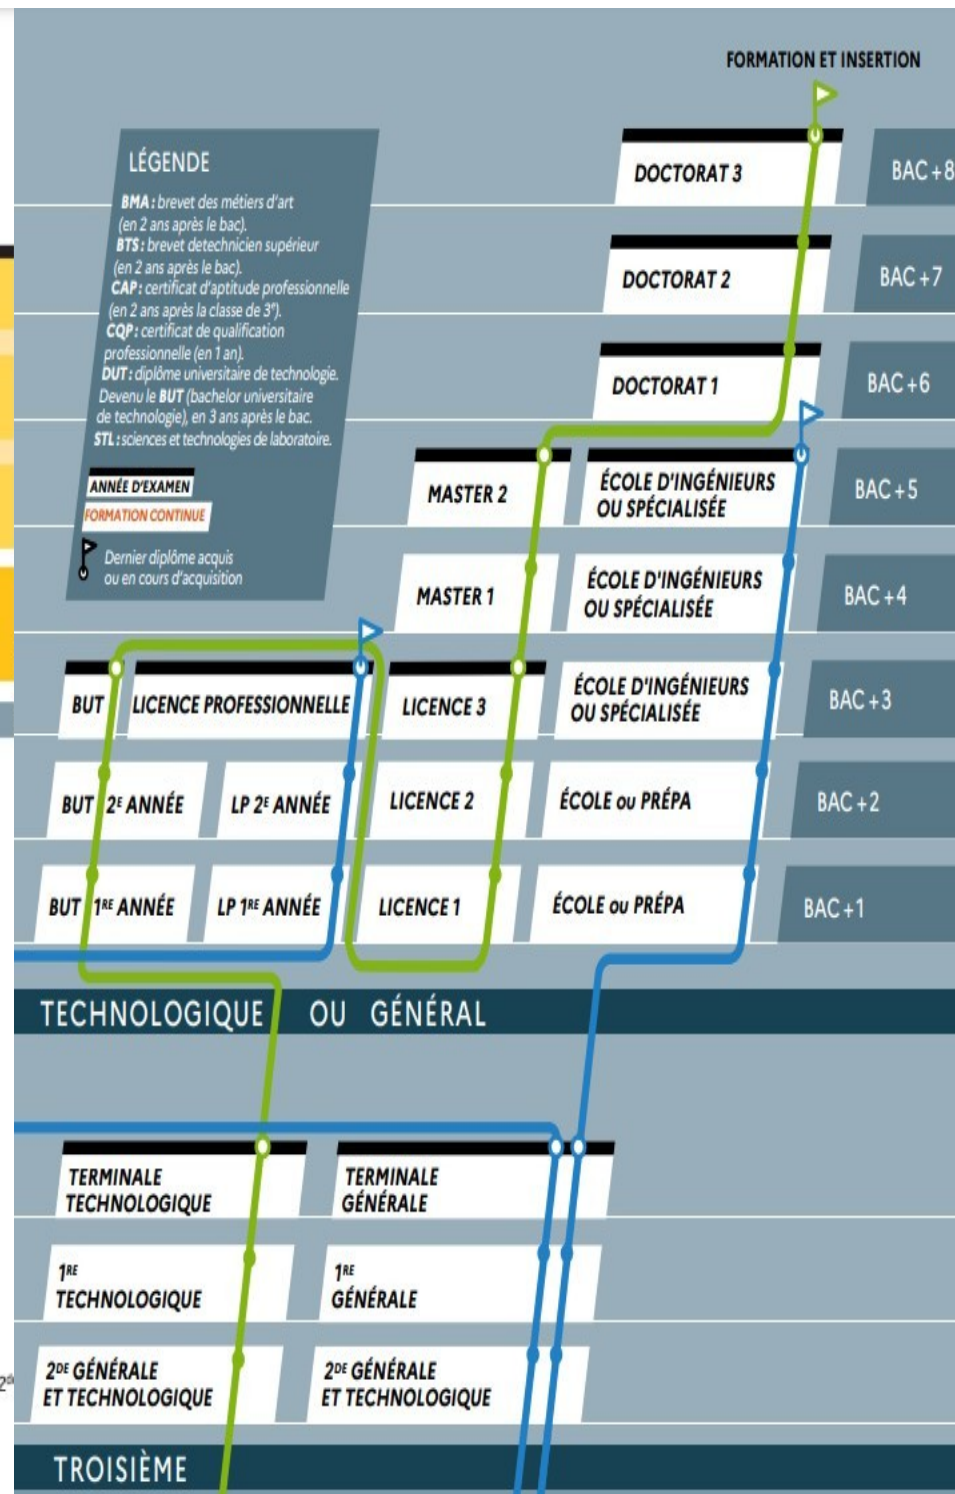 FORMATION ET INSERTION
LÉGENDE
BMA : brevet des métiers d'art
(en 2 ans après le bac).
BTS : brevet detechnicien supérieur
(en 2 ans après le bac).
CAP : certificat d'aptitude professionnelle
(en 2 ans après la classe de 3e).
CQP : certificat de qualification
professionnelle (en 1 an).
DUT : diplôme universitaire de technologie.
Devenu le BUT (bachelor universitaire
de technologie), en 3 ans après le bac.
STL : sciences et technologies de laboratoire.
ANNÉE D'EXAMEN
FORMATION CONTINUE
Dernier diplôme acquis
ou en cours d'acquisition
DOCTORAT 3
BAC +8
DOCTORAT 2
BAC +7
DOCTORAT 1
BAC +6
MASTER 2
ÉCOLE D'INGÉNIEURS
OU SPÉCIALISÉE
BAC +5
MASTER 1
ÉCOLE D'INGÉNIEURS
OU SPÉCIALISÉE
BAC +4
BUT
LICENCE PROFESSIONNELLE
LICENCE 3
ÉCOLE D'INGÉNIEURS
OU SPÉCIALISÉE
BAC +3
BUT 2E ANNÉE
LP 2E ANNÉE
LICENCE 2
ÉCOLE ou PRÉPA
BAC +2
BUT 1RE ANNÉE
LP 1RE ANNÉE
LICENCE 1
ÉCOLE ou PRÉPA
BAC +1
TECHNOLOGIQUE OU GÉNÉRAL
TERMINALE
TECHNOLOGIQUE
TERMINALE
GÉNÉRALE
1RE
TECHNOLOGIQUE
1RE
GÉNÉRALE
2de
2DE GÉNÉRALE
ET TECHNOLOGIQUE
2DE GÉNÉRALE
ET TECHNOLOGIQUE
TROISIÈME